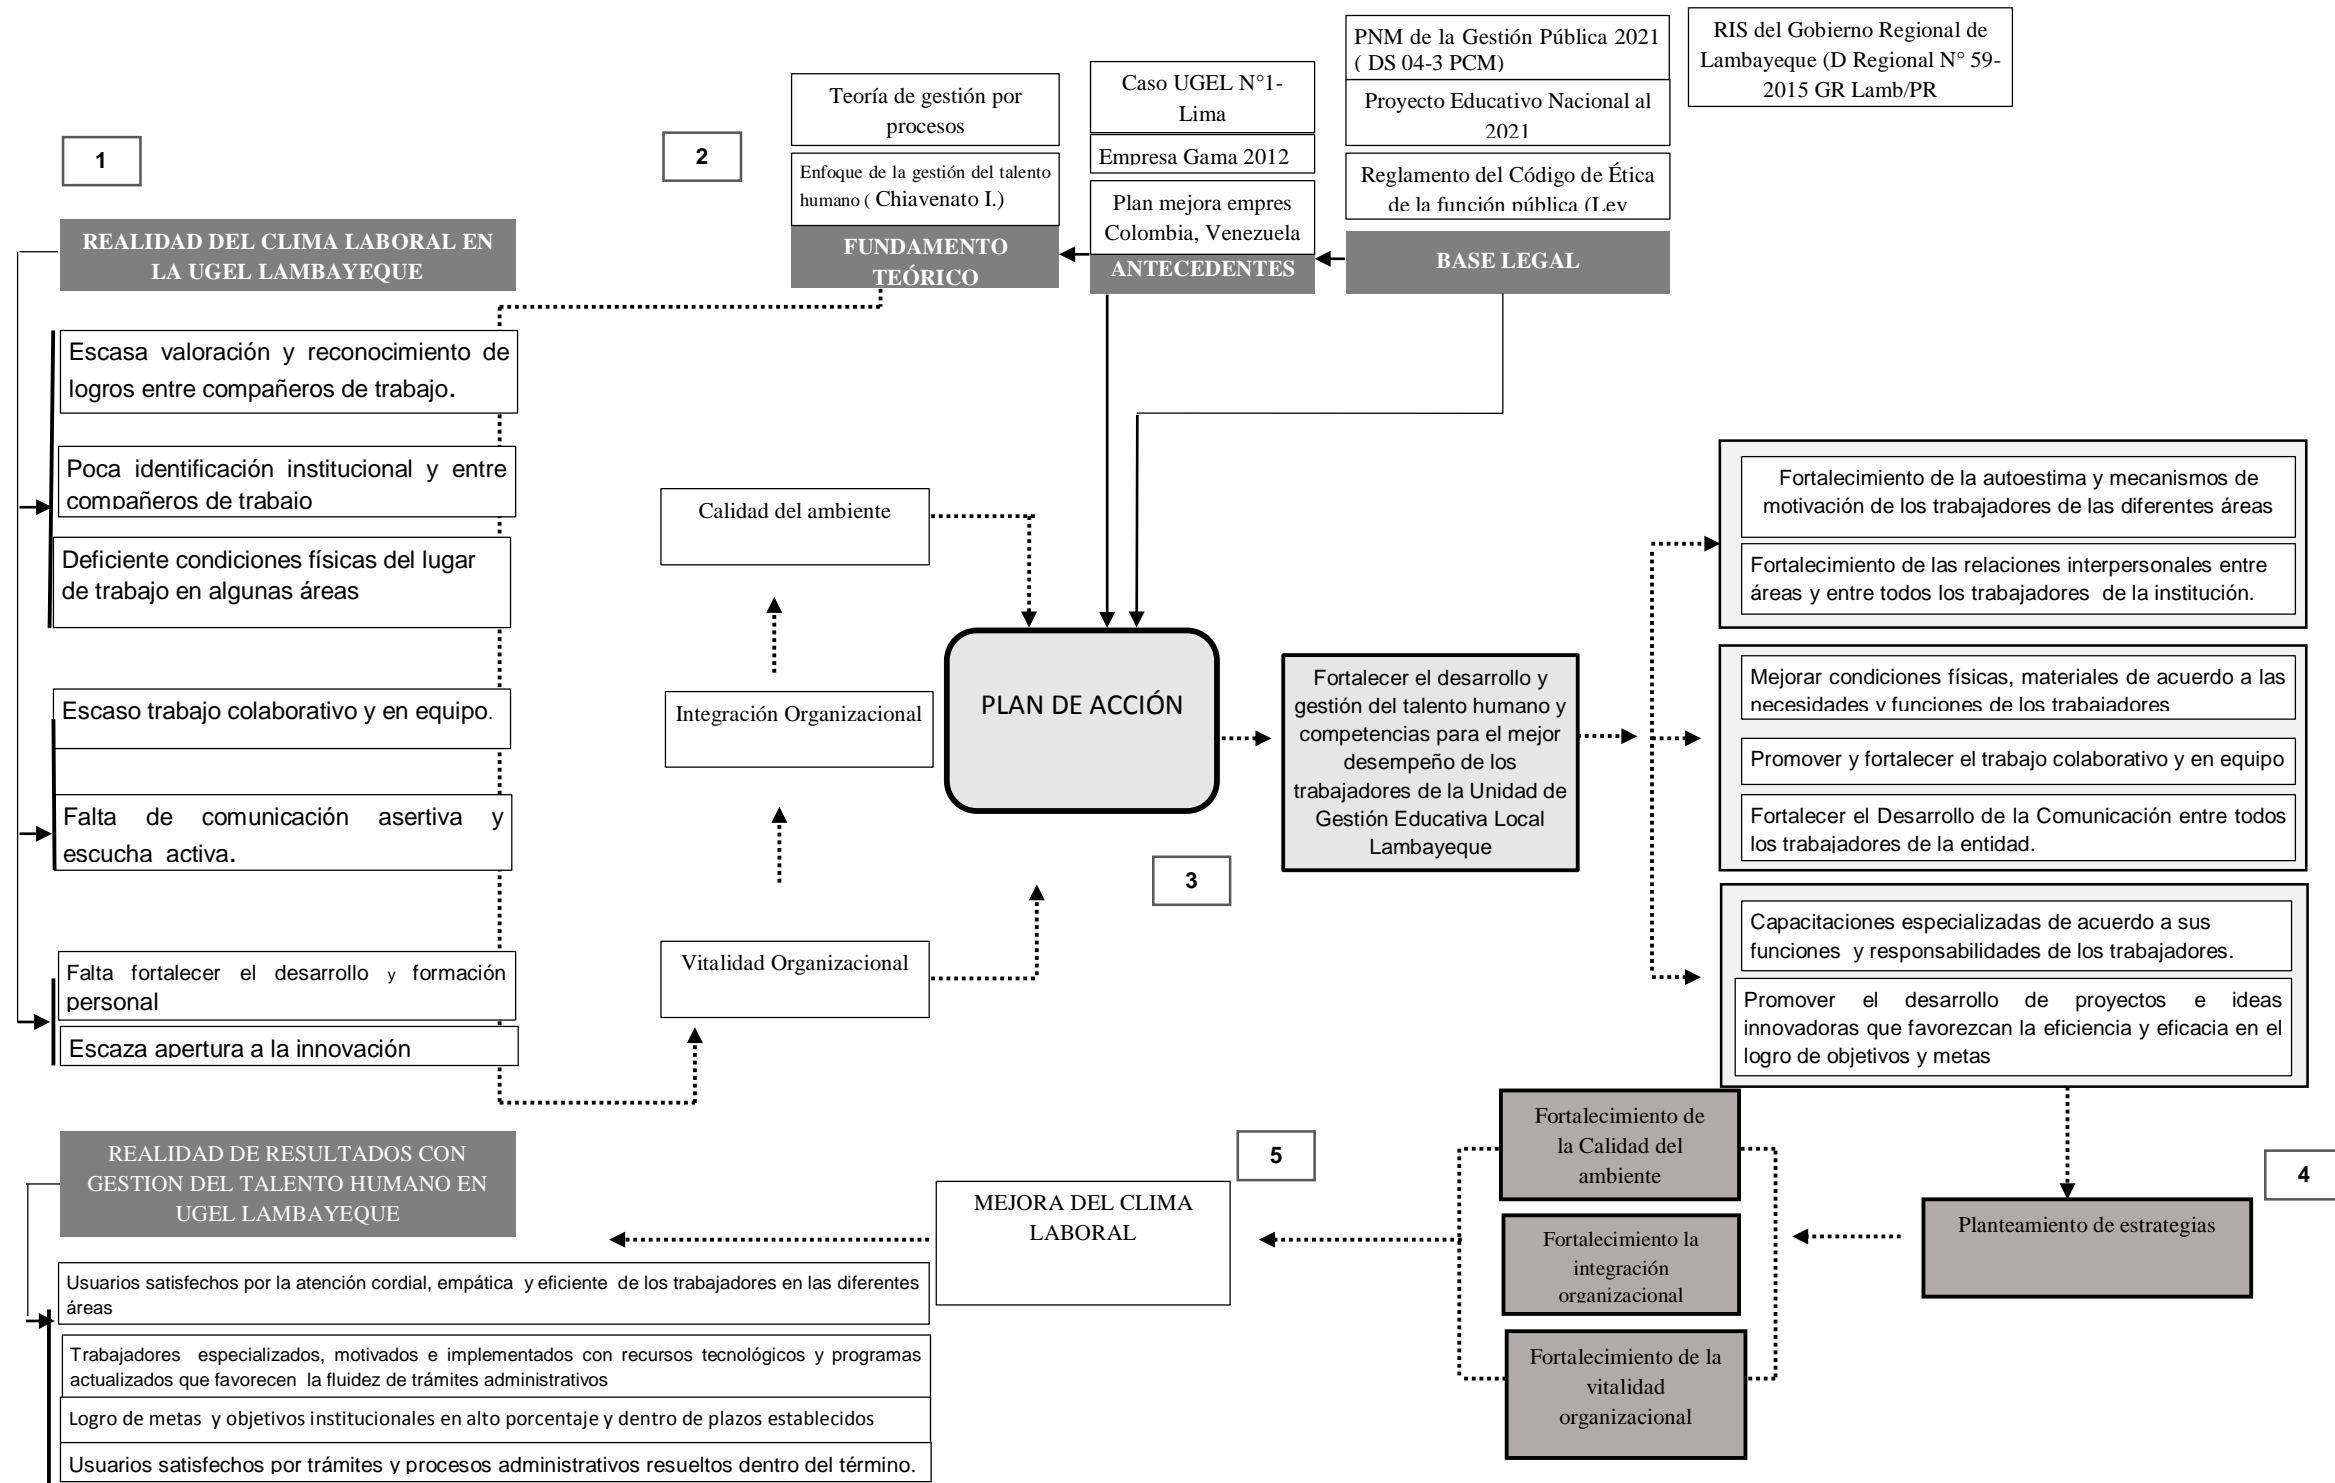 1
REALIDAD DEL CLIMA LABORAL EN
LA UGEL LAMBAYEQUE
Escasa valoración y reconocimiento de
logros entre compañeros de trabajo.
Poca identificación institucional y entre
compañeros de trabajo
Deficiente condiciones físicas del lugar
de trabajo en algunas áreas
Escaso trabajo colaborativo y en equipo.
Falta de comunicación asertiva y
escucha activa.
Falta fortalecer el desarrollo y formación
personal
Escaza apertura a la innovación
2
Teoría de gestión por
procesos
Enfoque de la gestión del talento
humano ( Chiavenato I.)
FUNDAMENTO
TEÓRICO
Caso UGEL N°1-
Lima
Empresa Gama 2012
Plan mejora empres
Colombia, Venezuela
ANTECEDENTES
PNM de la Gestión Pública 2021
( DS 04-3 PCM)
Proyecto Educativo Nacional al
2021
Reglamento del Código de Ética
de la función pública (Ley
BASE LEGAL
RIS del Gobierno Regional de
Lambayeque (D Regional N° 59-
2015 GR Lamb/PR
Calidad del ambiente
Integración Organizacional
Vitalidad Organizacional
PLAN DE ACCIÓN
3
Fortalecer el desarrollo y
gestión del talento humano y
competencias para el mejor
desempeño de los
trabajadores de la Unidad de
Gestión Educativa Local
Lambayeque
Fortalecimiento de la autoestima y mecanismos de
motivación de los trabajadores de las diferentes áreas
Fortalecimiento de las relaciones interpersonales entre
áreas y entre todos los trabajadores de la institución.
Mejorar condiciones físicas, materiales de acuerdo a las
necesidades y funciones de los trabajadores
Promover y fortalecer el trabajo colaborativo y en equipo
Fortalecer el Desarrollo de la Comunicación entre todos
los trabajadores de la entidad.
Capacitaciones especializadas de acuerdo a sus
funciones y responsabilidades de los trabajadores.
Promover el desarrollo de proyectos e ideas
innovadoras que favorezcan la eficiencia y eficacia en el
logro de objetivos y metas
4
Planteamiento de estrategias
Fortalecimiento de
la Calidad del
ambiente
Fortalecimiento la
integración
organizacional
Fortalecimiento de la
vitalidad
organizacional
5
MEJORA DEL CLIMA
LABORAL
REALIDAD DE RESULTADOS CON
GESTION DEL TALENTO HUMANO EN
UGEL LAMBAYEQUE
Usuarios satisfechos por la atención cordial, empática y eficiente de los trabajadores en las diferentes
áreas
Trabajadores especializados, motivados e implementados con recursos tecnológicos y programas
actualizados que favorecen la fluidez de trámites administrativos
Logro de metas y objetivos institucionales en alto porcentaje y dentro de plazos establecidos
Usuarios satisfechos por trámites y procesos administrativos resueltos dentro del término.